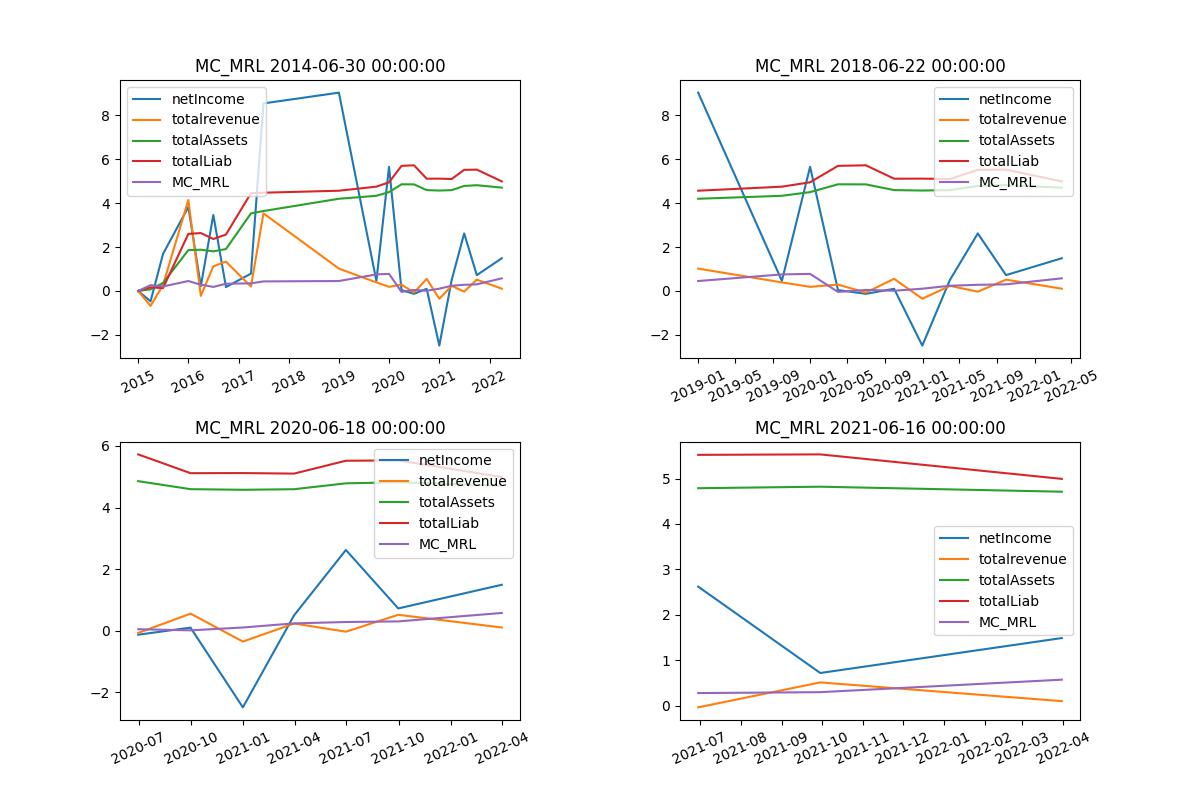 MC_MRL 2014-06-30 00:00:00
netIncome
totalrevenue
totalAssets
totalLiab
MC_MRL
8
6
4
2
0
−2
2015 2016 2017 2018 2019 2020 2021 2022
MC_MRL 2018-06-22 00:00:00
netIncome
totalrevenue
totalAssets
totalLiab
MC_MRL
8
6
4
2
0
−2
2019-01 2019-05 2019-09 2020-01 2020-05 2020-09 2021-01 2021-05 2021-09 2022-01 2022-05
MC_MRL 2020-06-18 00:00:00
netIncome
totalrevenue
totalAssets
totalLiab
MC_MRL
6
4
2
0
−2
2020-07 2020-10 2021-01 2021-04 2021-07 2021-10 2022-01 2022-04
MC_MRL 2021-06-16 00:00:00
netIncome
totalrevenue
totalAssets
totalLiab
MC_MRL
5
4
3
2
1
0
2021-07 2021-08 2021-09 2021-10 2021-11 2021-12 2022-01 2022-02 2022-03 2022-04